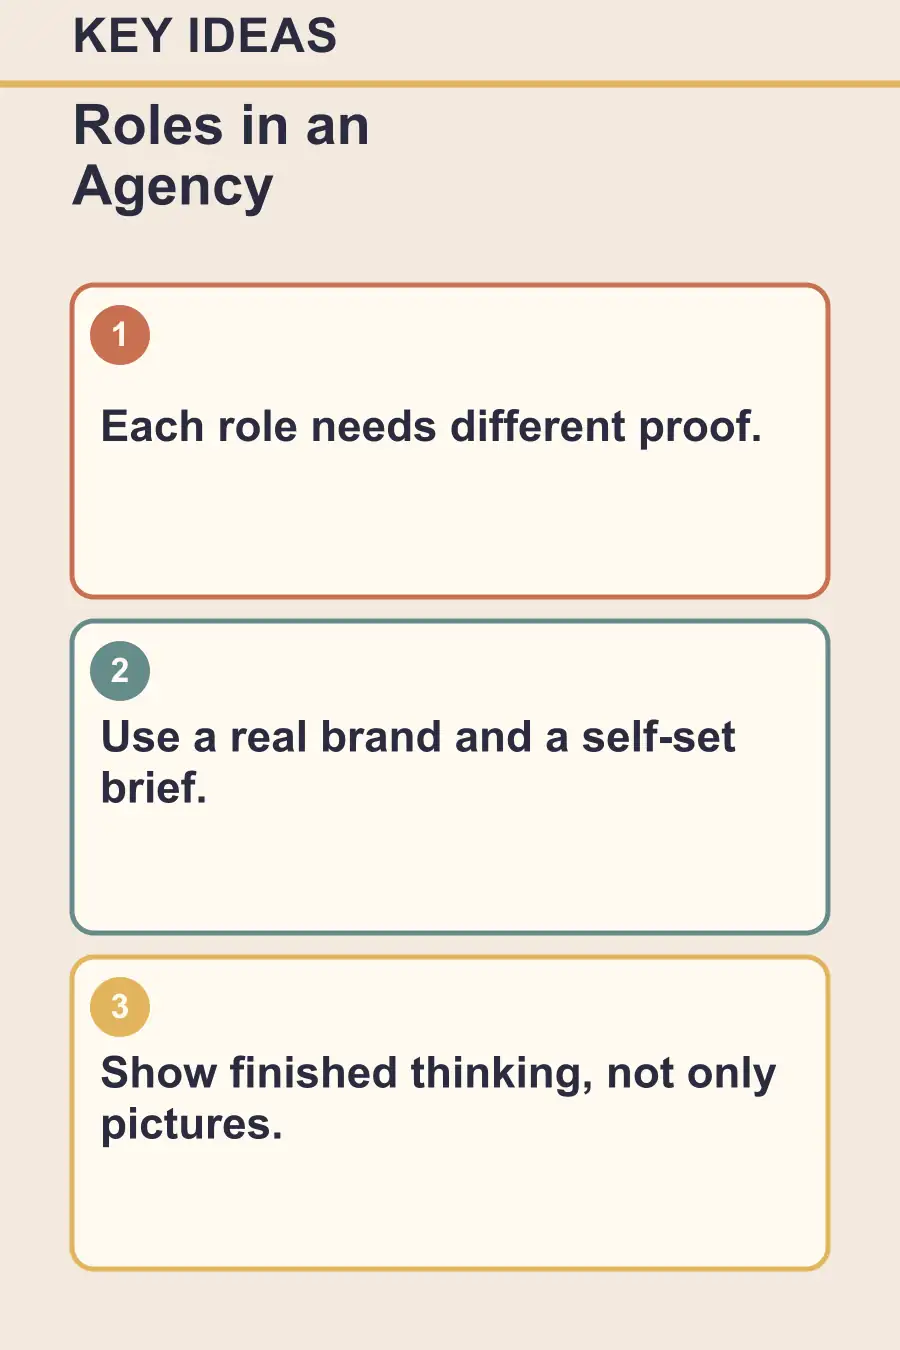 KEY IDEAS
Roles in an
Agency
1
Each role needs different proof.
2
Use a real brand and a self-set
brief.
3
Show finished thinking, not only
pictures.